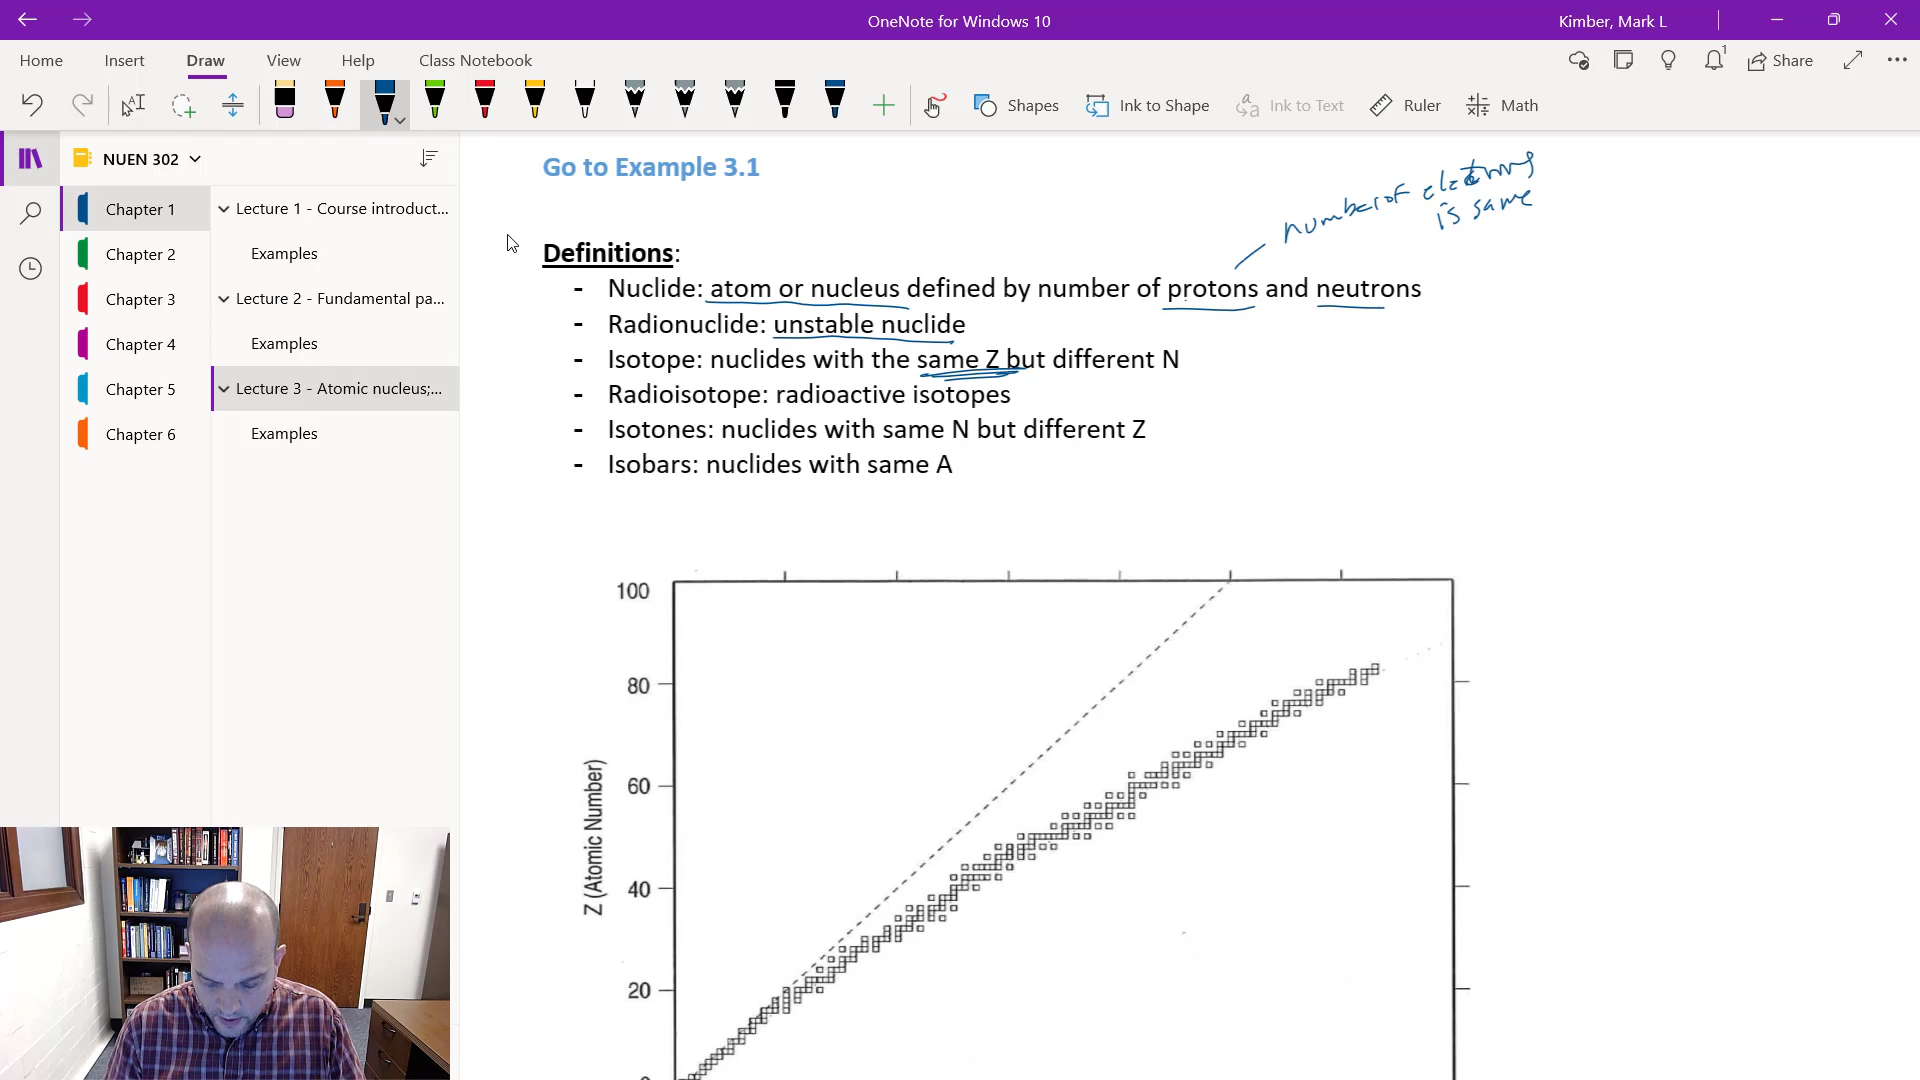 OneNote for Windows 10
Kimber, Mark L
Home Insert Draw View Help Class Notebook
1
Share
Shapes Ink to Shape Ink to Text Ruler Math
NUEN 302
Chapter 1
Chapter 2
Chapter 3
Chapter 4
Chapter 5
Chapter 6
Lecture 1 - Course introduct...
Examples
Lecture 2 - Fundamental pa...
Examples
Lecture 3 - Atomic nucleus;...
Examples
Go to Example 3.1
number of electrons
is same
Definitions:
- Nuclide: atom or nucleus defined by number of protons and neutrons
- Radionuclide: unstable nuclide
- Isotope: nuclides with the same Z but different N
- Radioisotope: radioactive isotopes
- Isotones: nuclides with same N but different Z
- Isobars: nuclides with same A
100
80
60
40
20
Z (Atomic Number)